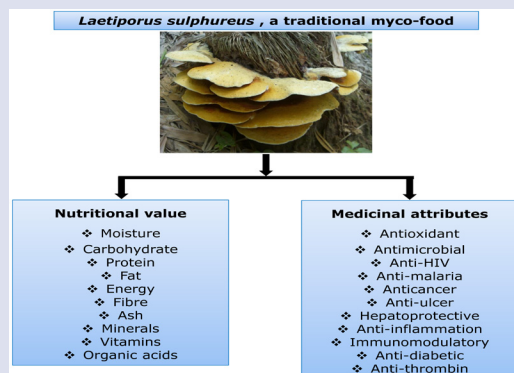 Laetiporus sulphureus , a traditional myco-food
Nutritional value
❖ Moisture
❖ Carbohydrate
❖ Protein
❖ Fat
❖ Energy
❖ Fibre
❖ Ash
❖ Minerals
❖ Vitamins
❖ Organic acids
Medicinal attributes
❖ Antioxidant
❖ Antimicrobial
❖ Anti-HIV
❖ Anti-malaria
❖ Anticancer
❖ Anti-ulcer
❖ Hepatoprotective
❖ Anti-inflammation
❖ Immunomodulatory
❖ Anti-diabetic
❖ Anti-thrombin